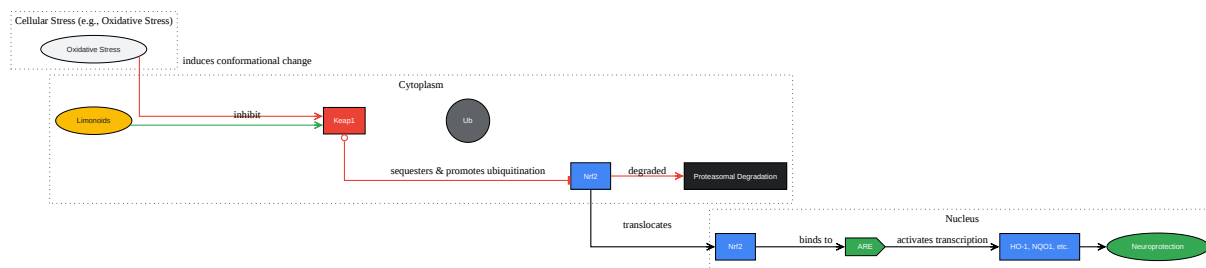 Cellular Stress (e.g., Oxidative Stress)
Oxidative Stress
induces conformational change
Cytoplasm
Limonoids
inhibit
Keap1
Ub
sequesters & promotes ubiquitination
Nrf2
degraded
Proteasomal Degradation
translocates
Nucleus
Nrf2
binds to
ARE
activates transcription
HO-1, NQO1, etc.
Neuroprotection